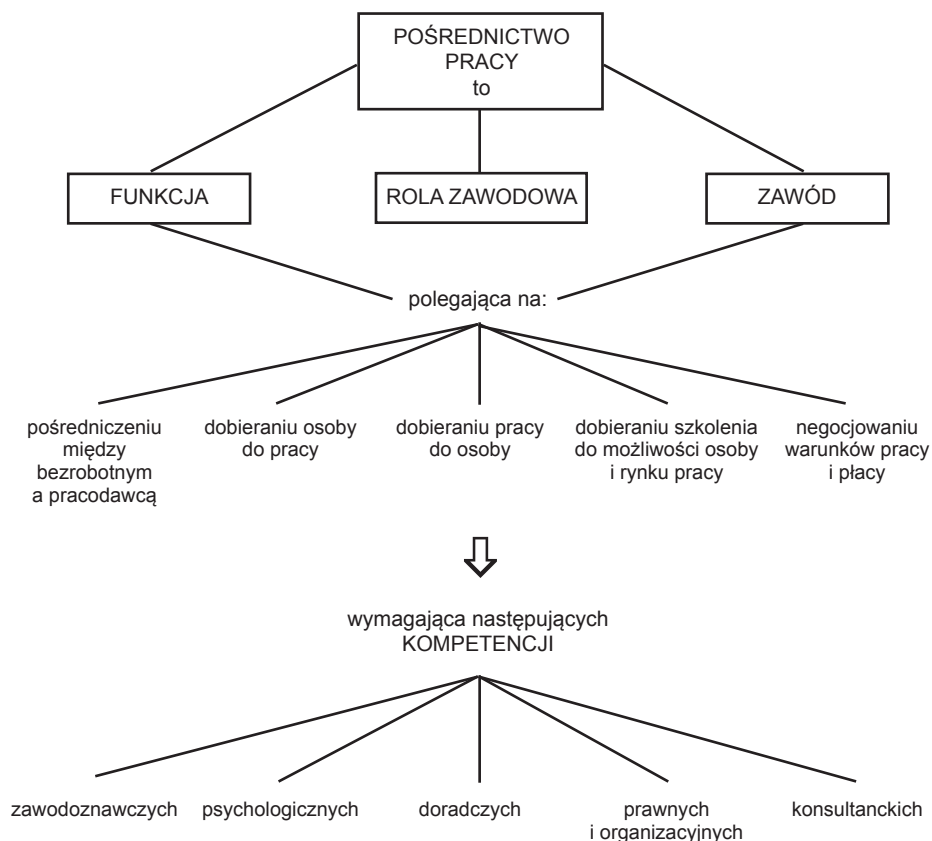 POŚREDNICTWO
PRACY
to
FUNKCJA
ROLA ZAWODOWA
ZAWÓD
polegająca na:
pośredniczeniu
między
bezrobotnym
a pracodawcą
dobieraniu osoby
do pracy
dobieraniu pracy
do osoby
dobieraniu szkolenia
do możliwości osoby
i rynku pracy
negocjowaniu
warunków pracy
i płacy
wymagająca następujących
KOMPETENCJI
zawodoznawczych
psychologicznych
doradczych
prawnych
i organizacyjnych
konsultanckich